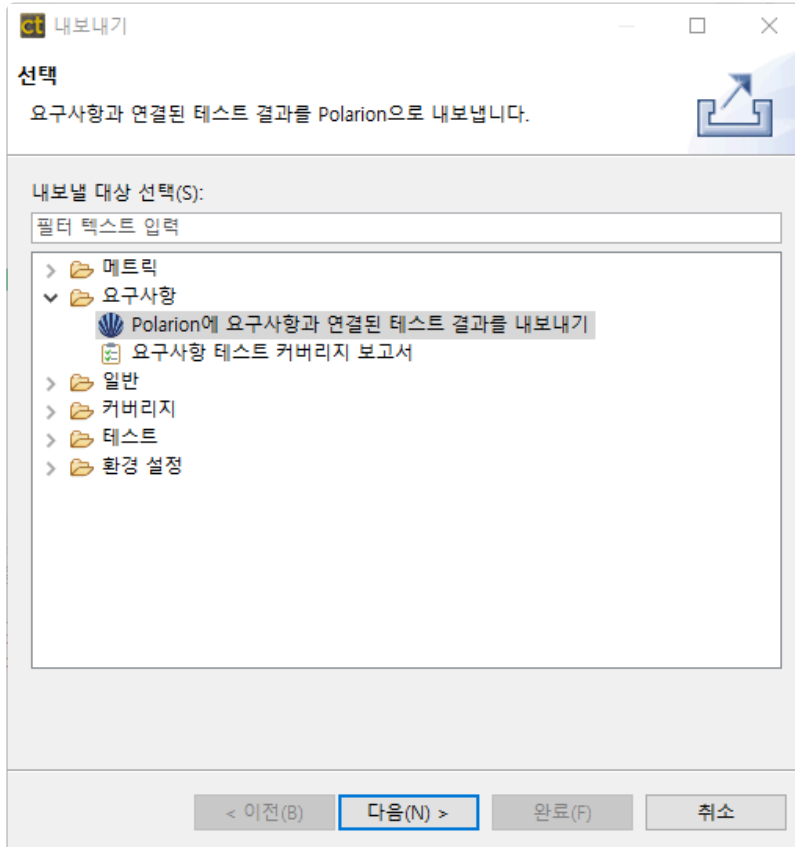 ct 내보내기
선택
요구사항과 연결된 테스트 결과를 Polarion으로 내보냅니다.
내보낼 대상 선택(S):
필터 텍스트 입력
메트릭
요구사항
Polarion에 요구사항과 연결된 테스트 결과를 내보내기
요구사항 테스트 커버리지 보고서
일반
커버리지
테스트
환경 설정
< 이전(B) 다음(N) > 완료(F) 취소